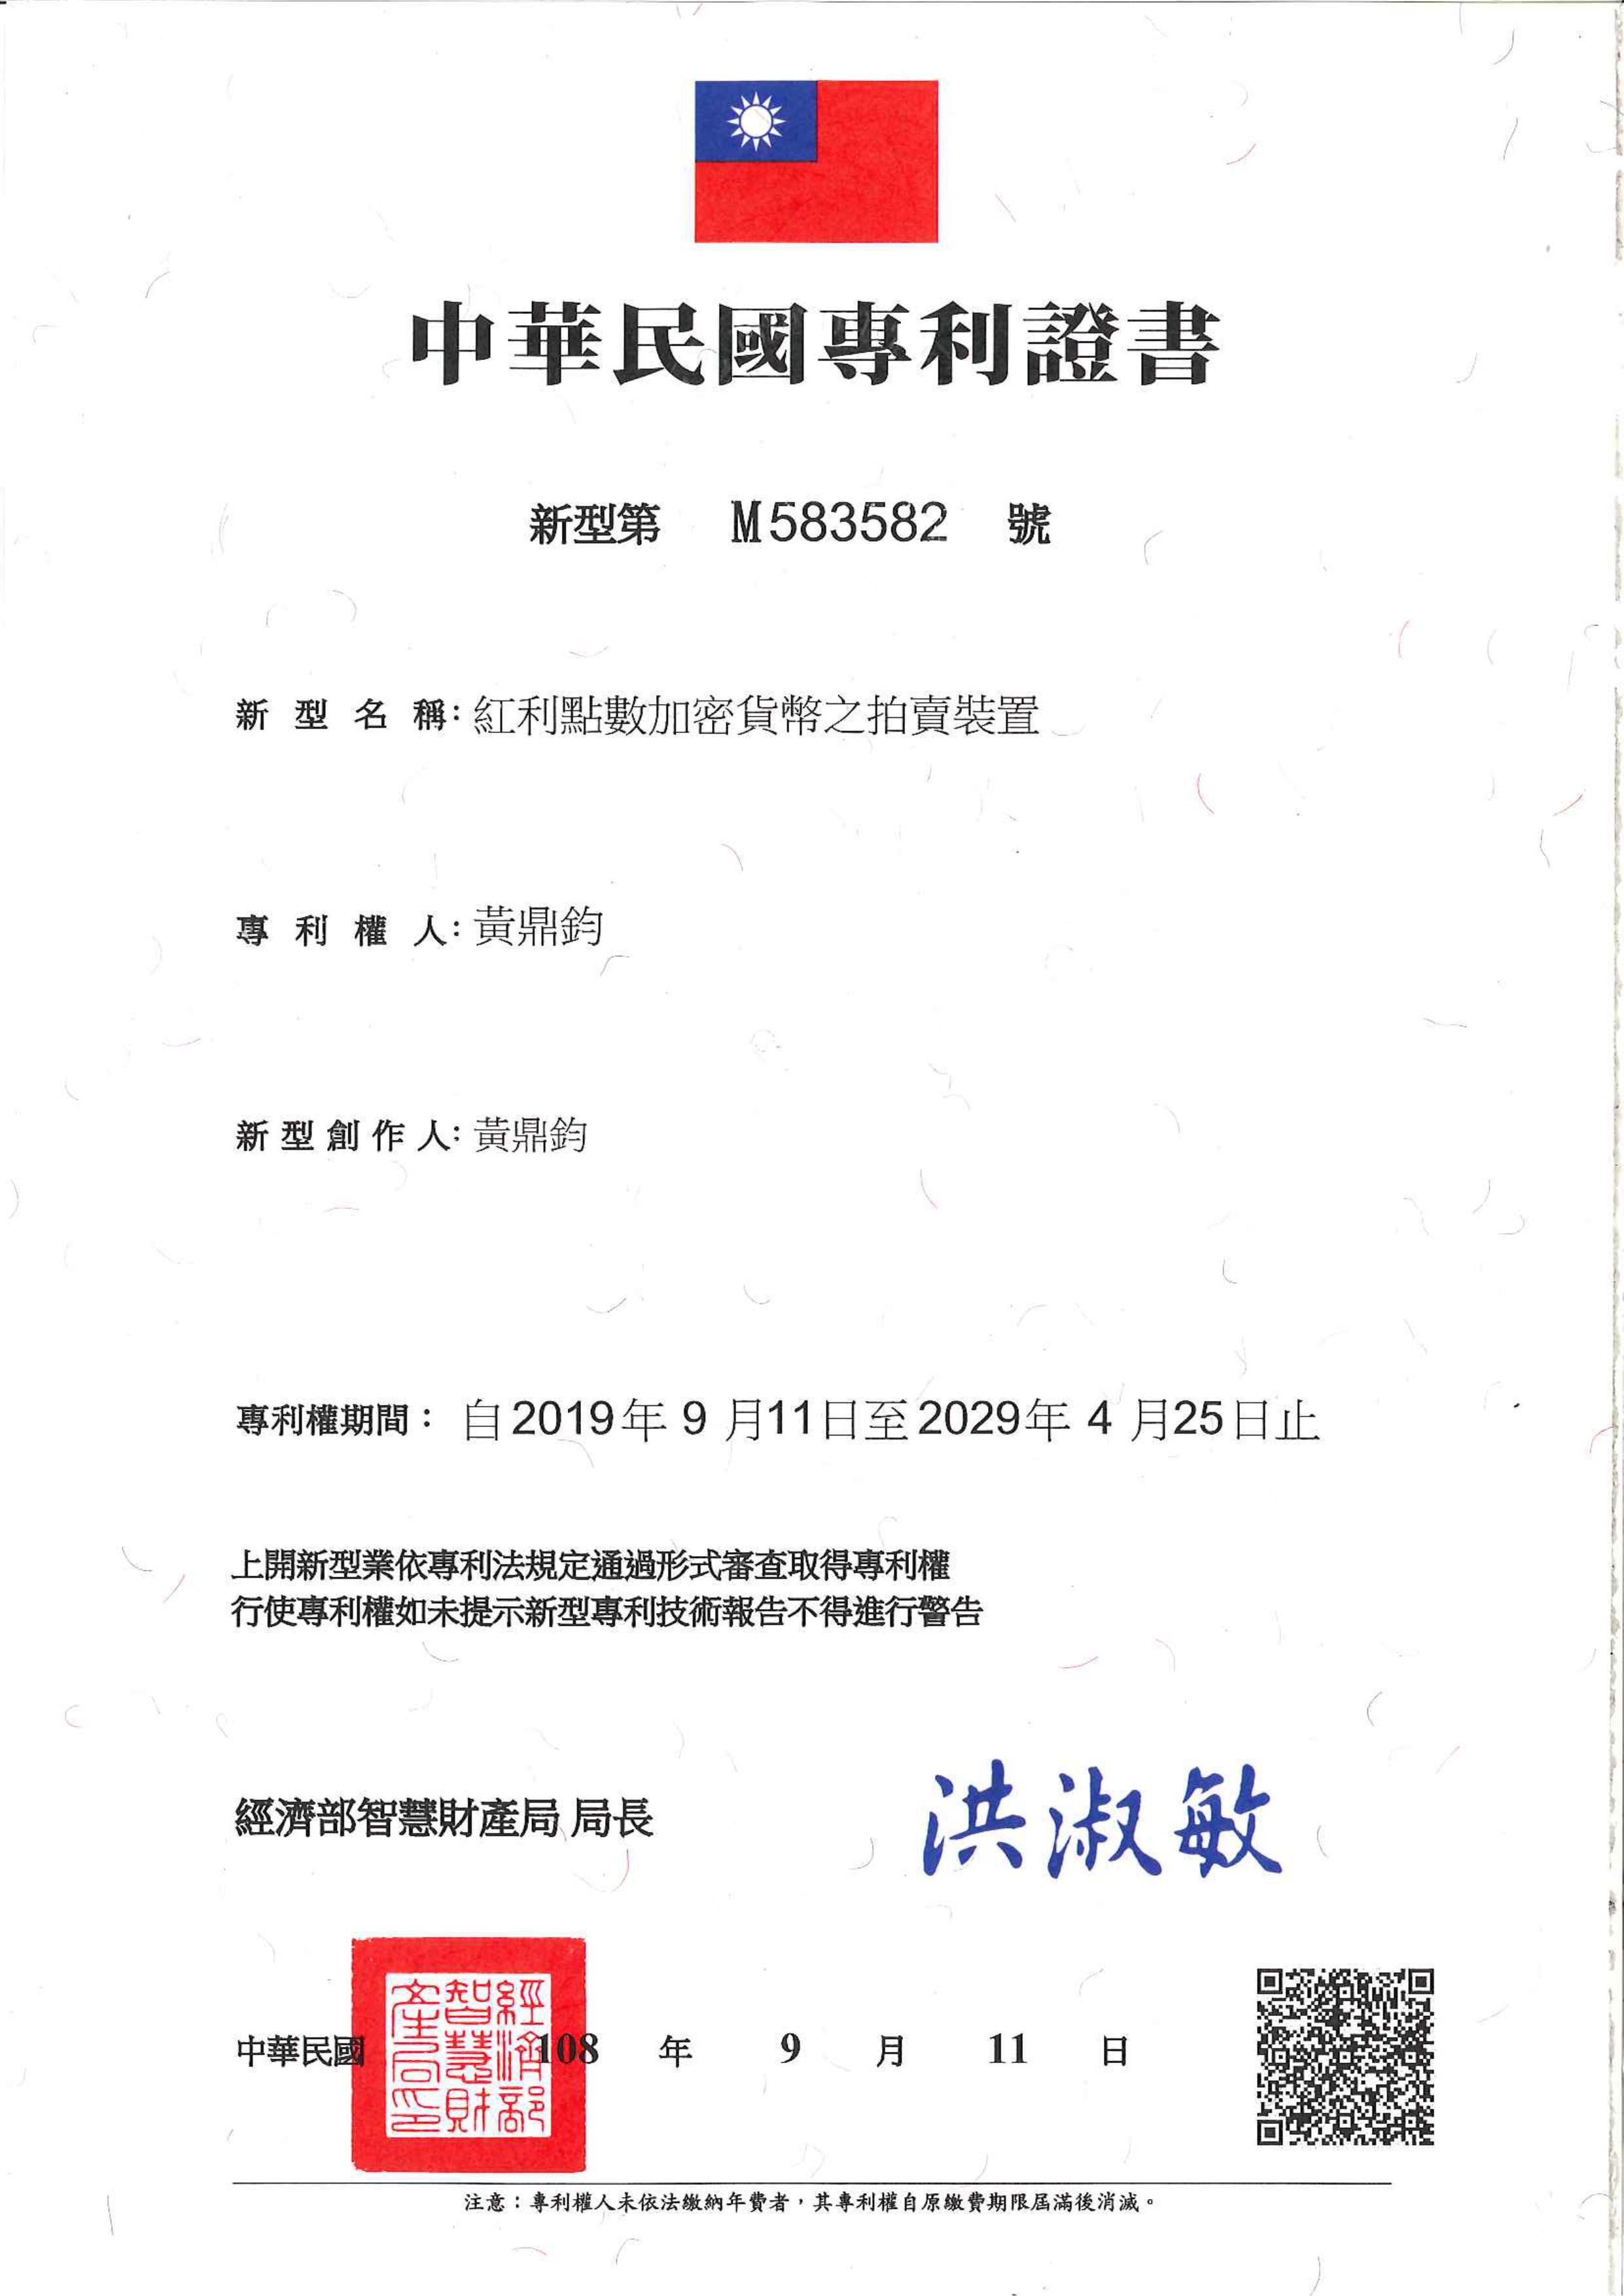 中華民國專利證書
新型第 M583582 號
新型名稱：紅利點數加密貨幣之拍賣裝置
專利權人：黃鼎鈞
新型創作人：黃鼎鈞
專利權期間： 自2019年 9 月11日至2029年 4 月25日止
上開新型業依專利法規定通過形式審查取得專利權
行使專利權如未提示新型專利技術報告不得進行警告
經濟部智慧財產局 局長 洪淑敏
經濟部智慧財產局印
中華民國 108 年 9 月 11 日
注意：專利權人未依法繳納年費者，其專利權自原繳費期限屆滿後消滅。